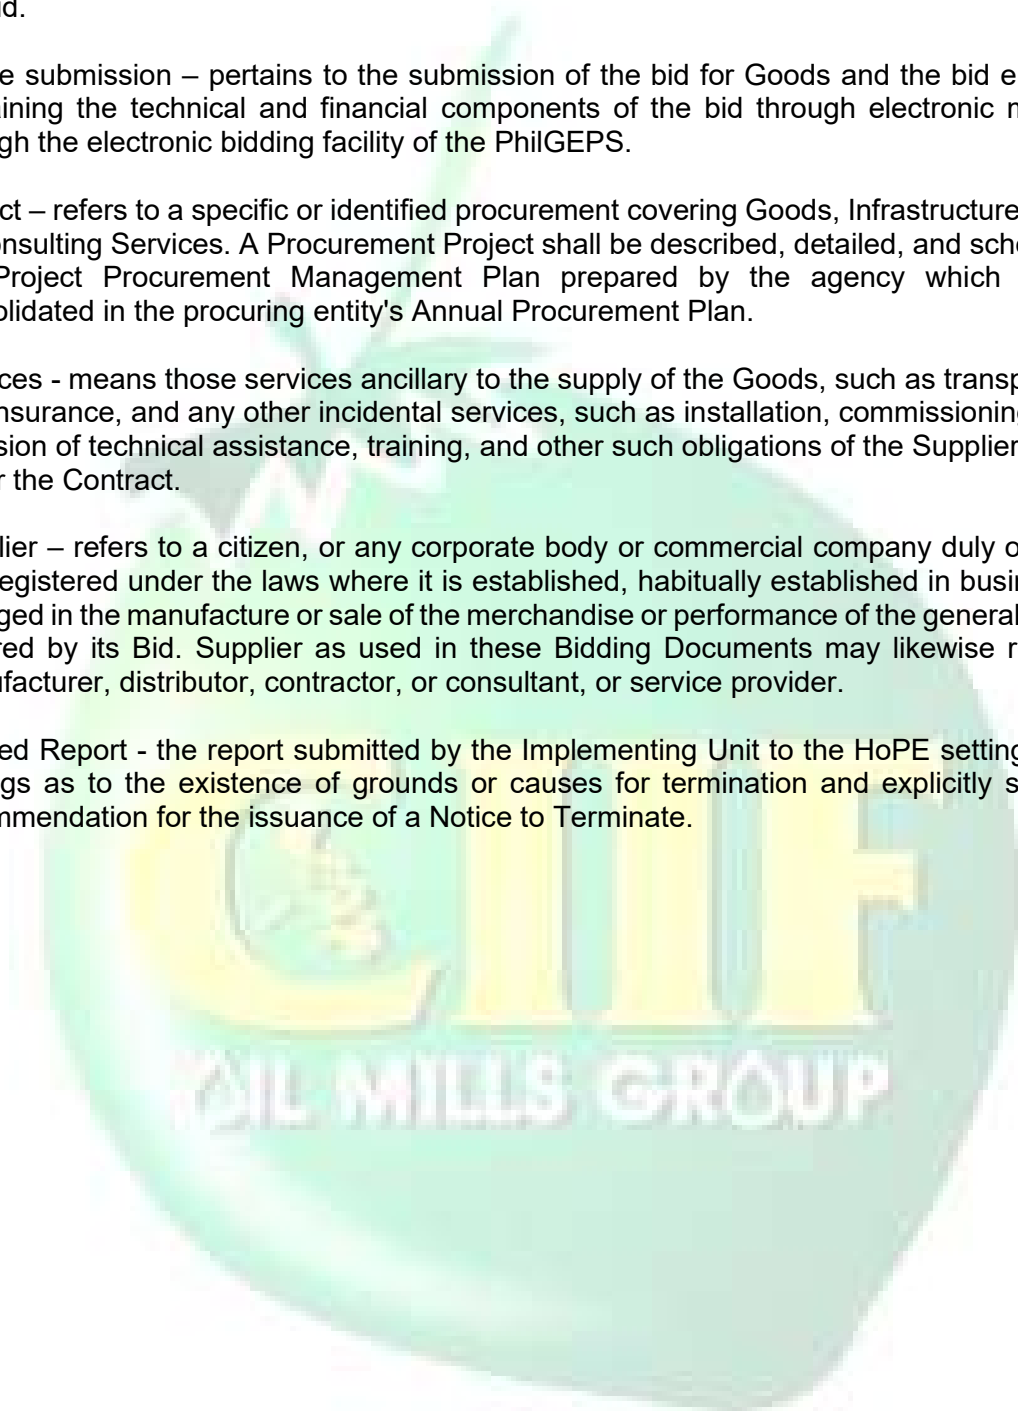 id.
e submission – pertains to the submission of the bid for Goods and the bid e
ining the technical and financial components of the bid through electronic
gh the electronic bidding facility of the PhilGEPS.
ct – refers to a specific or identified procurement covering Goods, Infrastructure
onsulting Services. A Procurement Project shall be described, detailed, and sch
Project Procurement Management Plan prepared by the agency which
olidated in the procuring entity's Annual Procurement Plan.
ces - means those services ancillary to the supply of the Goods, such as transp
nsurance, and any other incidental services, such as installation, commissioning
sion of technical assistance, training, and other such obligations of the Supplier
r the Contract.
lier – refers to a citizen, or any corporate body or commercial company duly o
egistered under the laws where it is established, habitually established in busin
ged in the manufacture or sale of the merchandise or performance of the general
red by its Bid. Supplier as used in these Bidding Documents may likewise r
ufacturer, distributor, contractor, or consultant, or service provider.
ed Report - the report submitted by the Implementing Unit to the HoPE setting
gs as to the existence of grounds or causes for termination and explicitly s
mmendation for the issuance of a Notice to Terminate.
CIIF
OIL MILLS GROUP